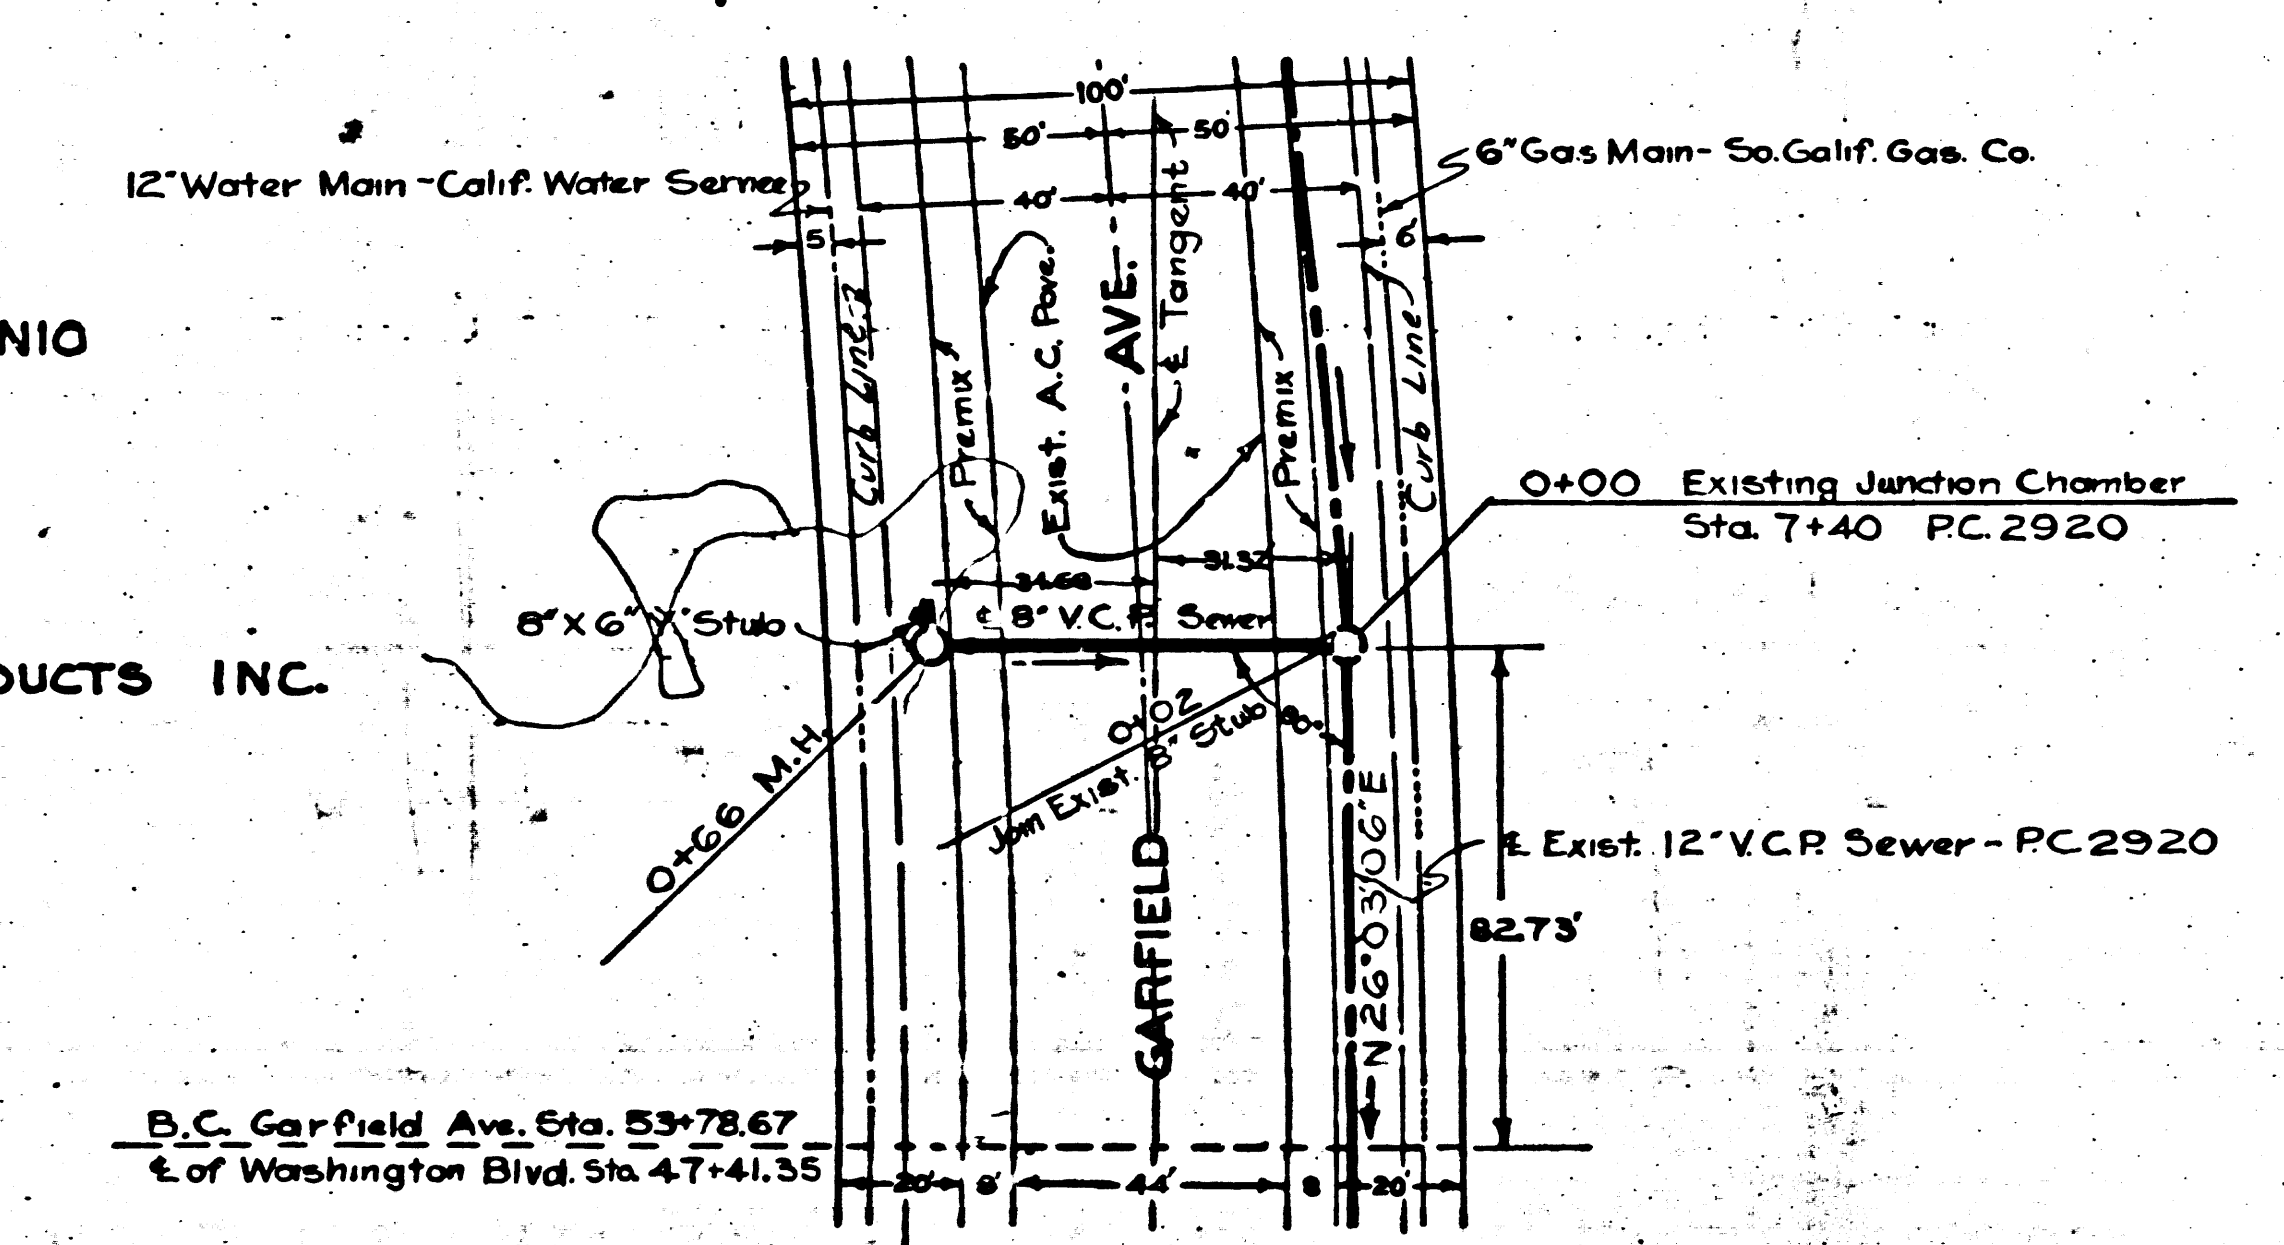 100'
50' 50'
12" Water Main - Calif. Water Service
6" Gas Main - So. Calif. Gas. Co.
40' 40'
5' 6'
NIO
Curb Line
Premix
Exist. A.C. Pave.
AVE.
℄ Tangent
Premix
Curb Line
0+00 Existing Junction Chamber
Sta. 7+40 P.C. 2920
34.68 31.32
8" X 6" Y Stub
℄ 8" V.C.P. Sewer
DUCTS INC.
0+66 M.H.
0+02
Join Exist. 8" Stub
90°
N 26° 03' 06" E
℄ Exist. 12" V.C.P. Sewer - P.C. 2920
82.73'
GARFIELD
B.C. Garfield Ave. Sta. 53+78.67
℄ of Washington Blvd. Sta. 47+41.35
20' 8' 44' 8 20'